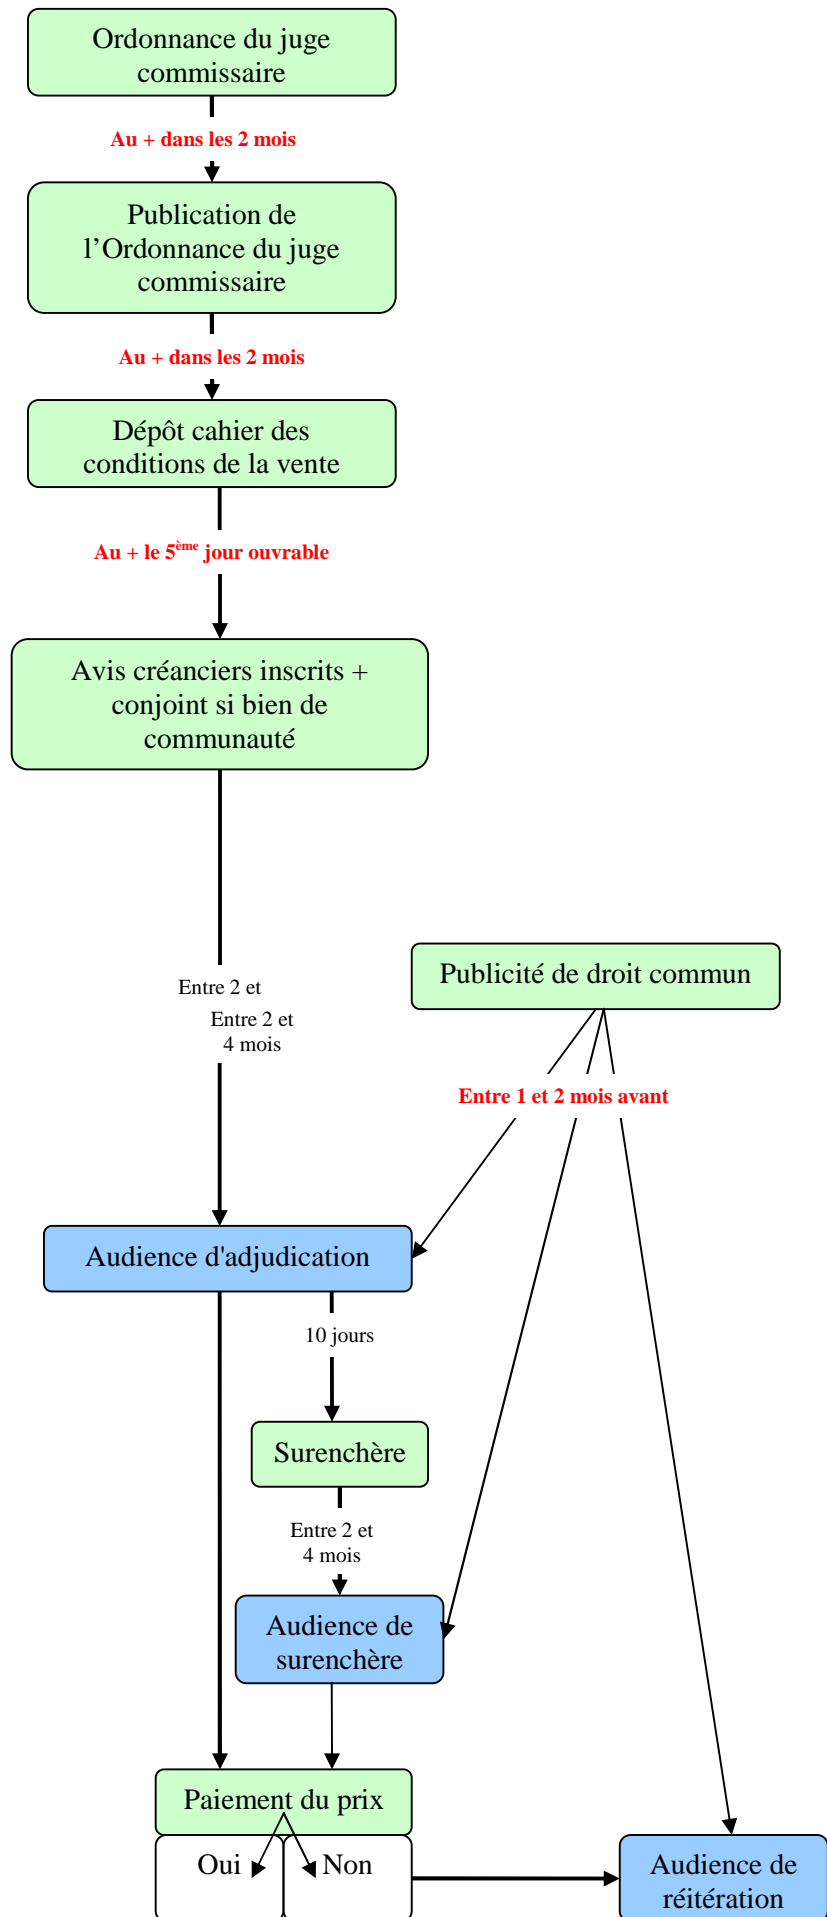 Ordonnance du juge
commissaire
Au + dans les 2 mois
Publication de
l’Ordonnance du juge
commissaire
Au + dans les 2 mois
Dépôt cahier des
conditions de la vente
Au + le 5ème jour ouvrable
Avis créanciers inscrits +
conjoint si bien de
communauté
Publicité de droit commun
Entre 2 et
Entre 2 et
4 mois
Entre 1 et 2 mois avant
Audience d'adjudication
10 jours
Surenchère
Entre 2 et
4 mois
Audience de
surenchère
Paiement du prix
Oui
Non
Audience de
réitération